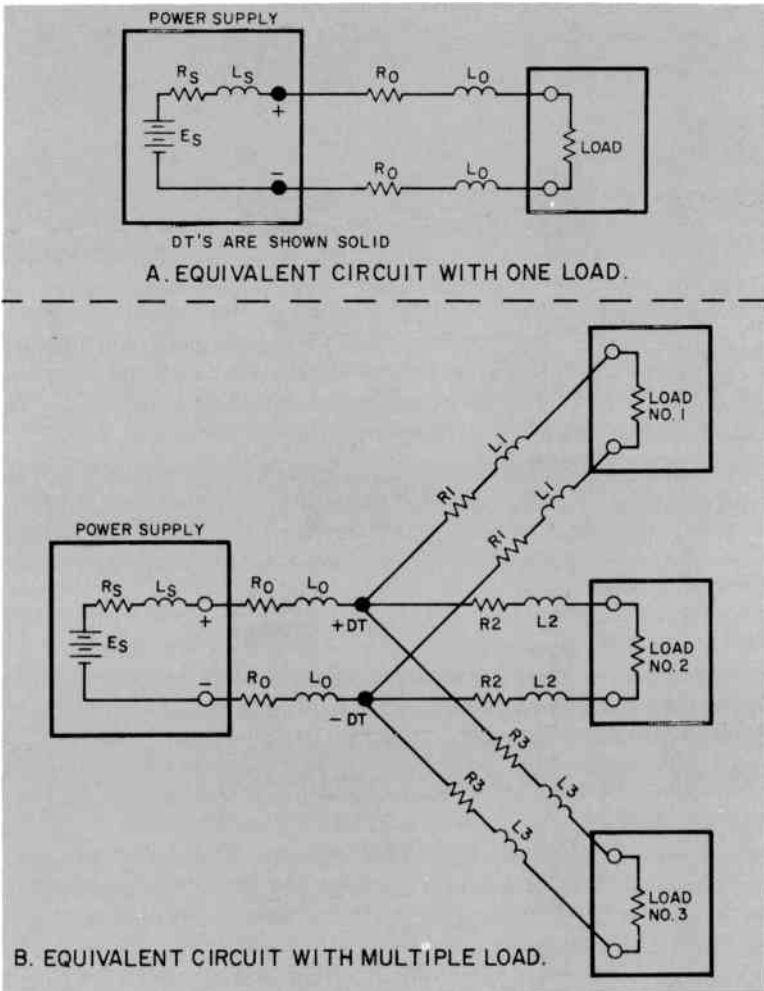 POWER SUPPLY
RS LS RO LO
ES + LOAD
− RO LO
DT'S ARE SHOWN SOLID
A. EQUIVALENT CIRCUIT WITH ONE LOAD.
LOAD
NO. 1
L1
R1
L1
R1
POWER SUPPLY
RS LS RO LO
+ +DT R2 L2
ES LOAD
NO. 2
− RO LO R2 L2
−DT
R3
R3 L3
L3
LOAD
NO. 3
B. EQUIVALENT CIRCUIT WITH MULTIPLE LOAD.